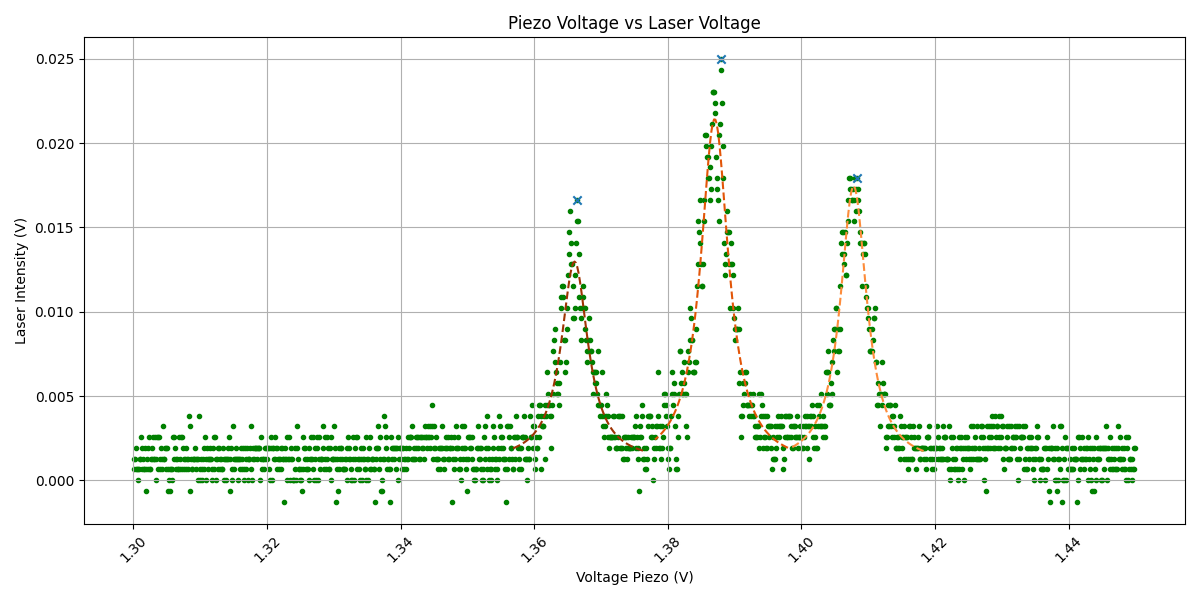 Piezo Voltage vs Laser Voltage
Laser Intensity (V)
0.025
0.020
0.015
0.010
0.005
0.000
1.30 1.32 1.34 1.36 1.38 1.40 1.42 1.44
Voltage Piezo (V)